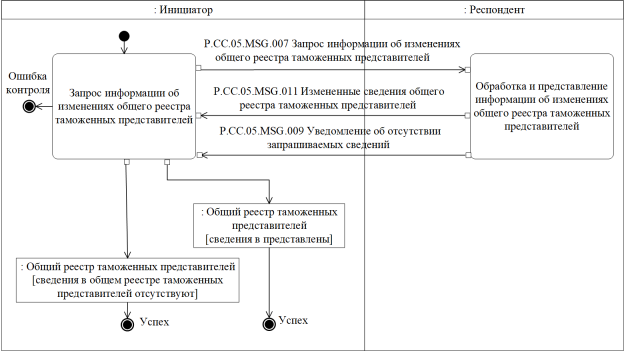 : Инициатор
: Респондент
P.CC.05.MSG.007 Запрос информации об изменениях
общего реестра таможенных представителей
Ошибка
контроля
Запрос информации об
изменениях общего реестра
таможенных представителей
P.CC.05.MSG.011 Измененные сведения общего
реестра таможенных представителей
Обработка и представление
информации об изменениях
общего реестра таможенных
представителей
P.CC.05.MSG.009 Уведомление об отсутствии
запрашиваемых сведений
: Общий реестр таможенных
представителей
[сведения в представлены]
: Общий реестр таможенных представителей
[сведения в общем реестре таможенных
представителей отсутствуют]
Успех
Успех